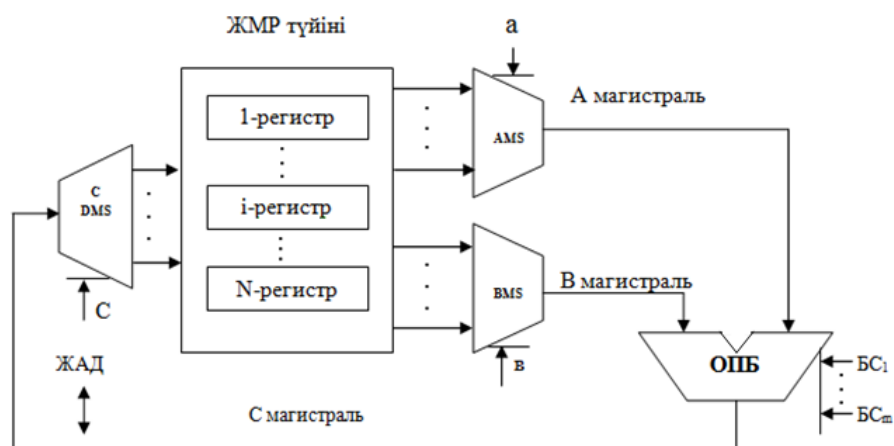 ЖМР түйіні
а
А магистраль
1-регистр
AMS
С
DMS
i-регистр
N-регистр
В магистраль
BMS
С
в
ЖАД
ОПБ
БС₁
БСₘ
С магистраль